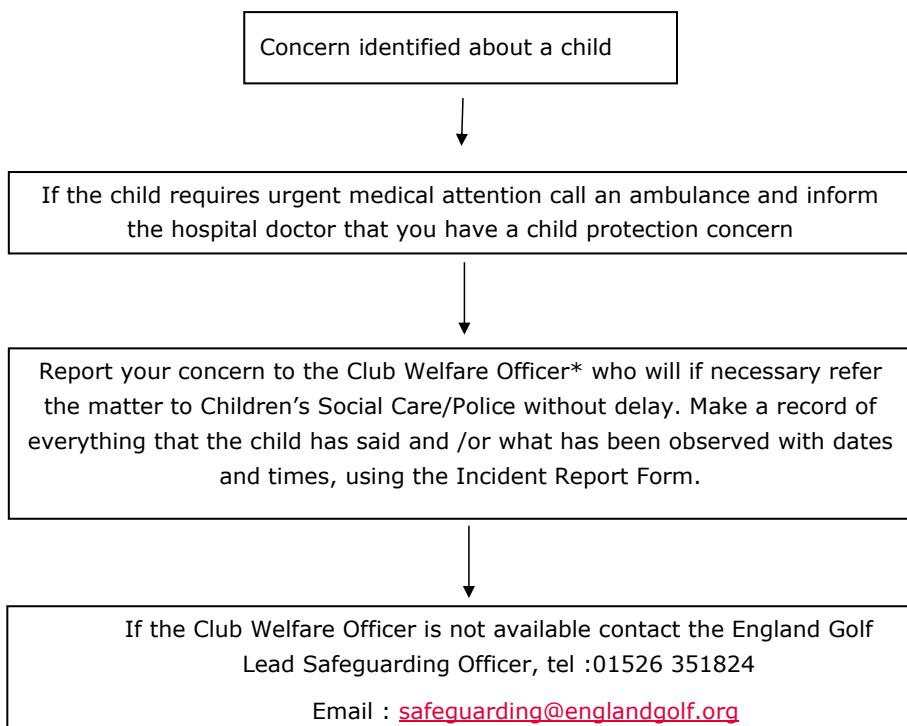 Concern identified about a child
If the child requires urgent medical attention call an ambulance and inform
the hospital doctor that you have a child protection concern
Report your concern to the Club Welfare Officer* who will if necessary refer
the matter to Children’s Social Care/Police without delay. Make a record of
everything that the child has said and /or what has been observed with dates
and times, using the Incident Report Form.
If the Club Welfare Officer is not available contact the England Golf
Lead Safeguarding Officer, tel :01526 351824
Email : safeguarding@englandgolf.org